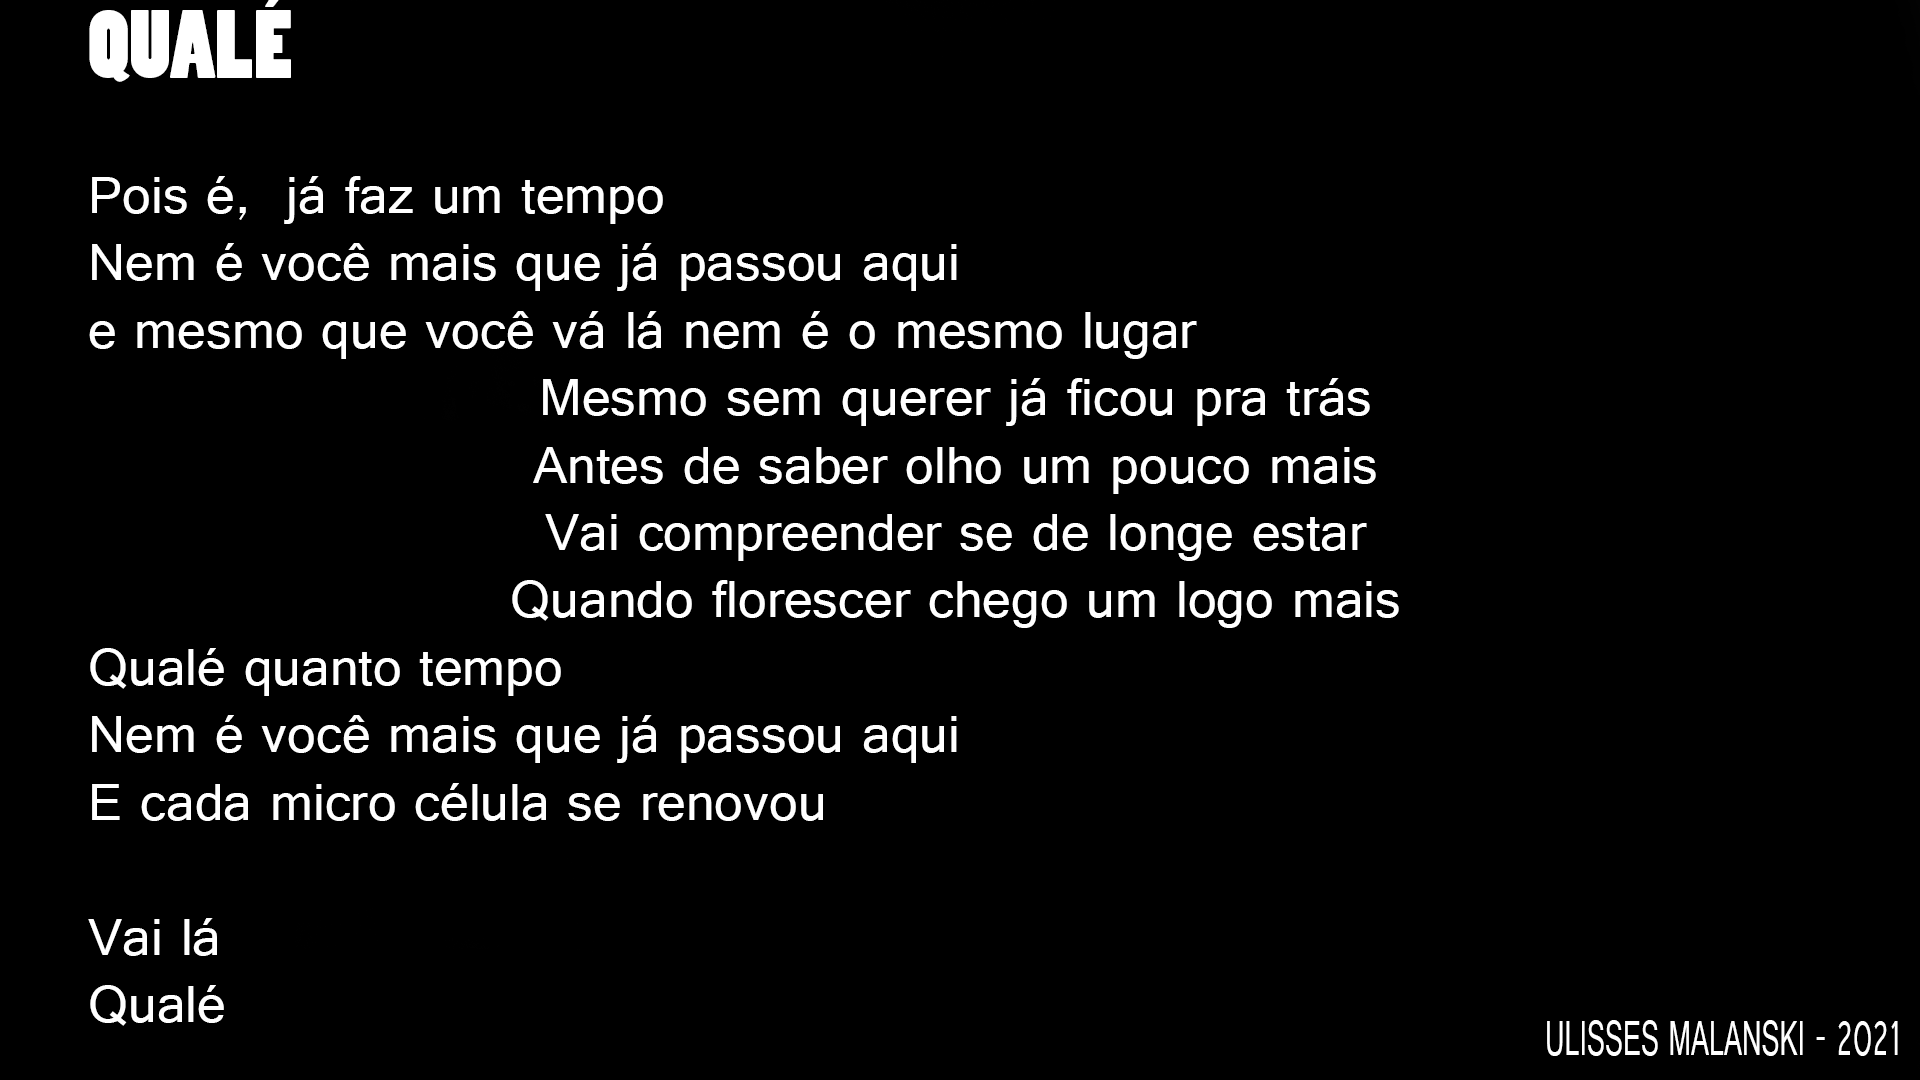 QUALÉ
Pois é,  já faz um tempo
Nem é você mais que já passou aqui
e mesmo que você vá lá nem é o mesmo lugar
Mesmo sem querer já ficou pra trás
Antes de saber olho um pouco mais
Vai compreender se de longe estar
Quando florescer chego um logo mais
Qualé quanto tempo
Nem é você mais que já passou aqui
E cada micro célula se renovou
Vai lá
Qualé
ULISSES MALANSKI - 2021